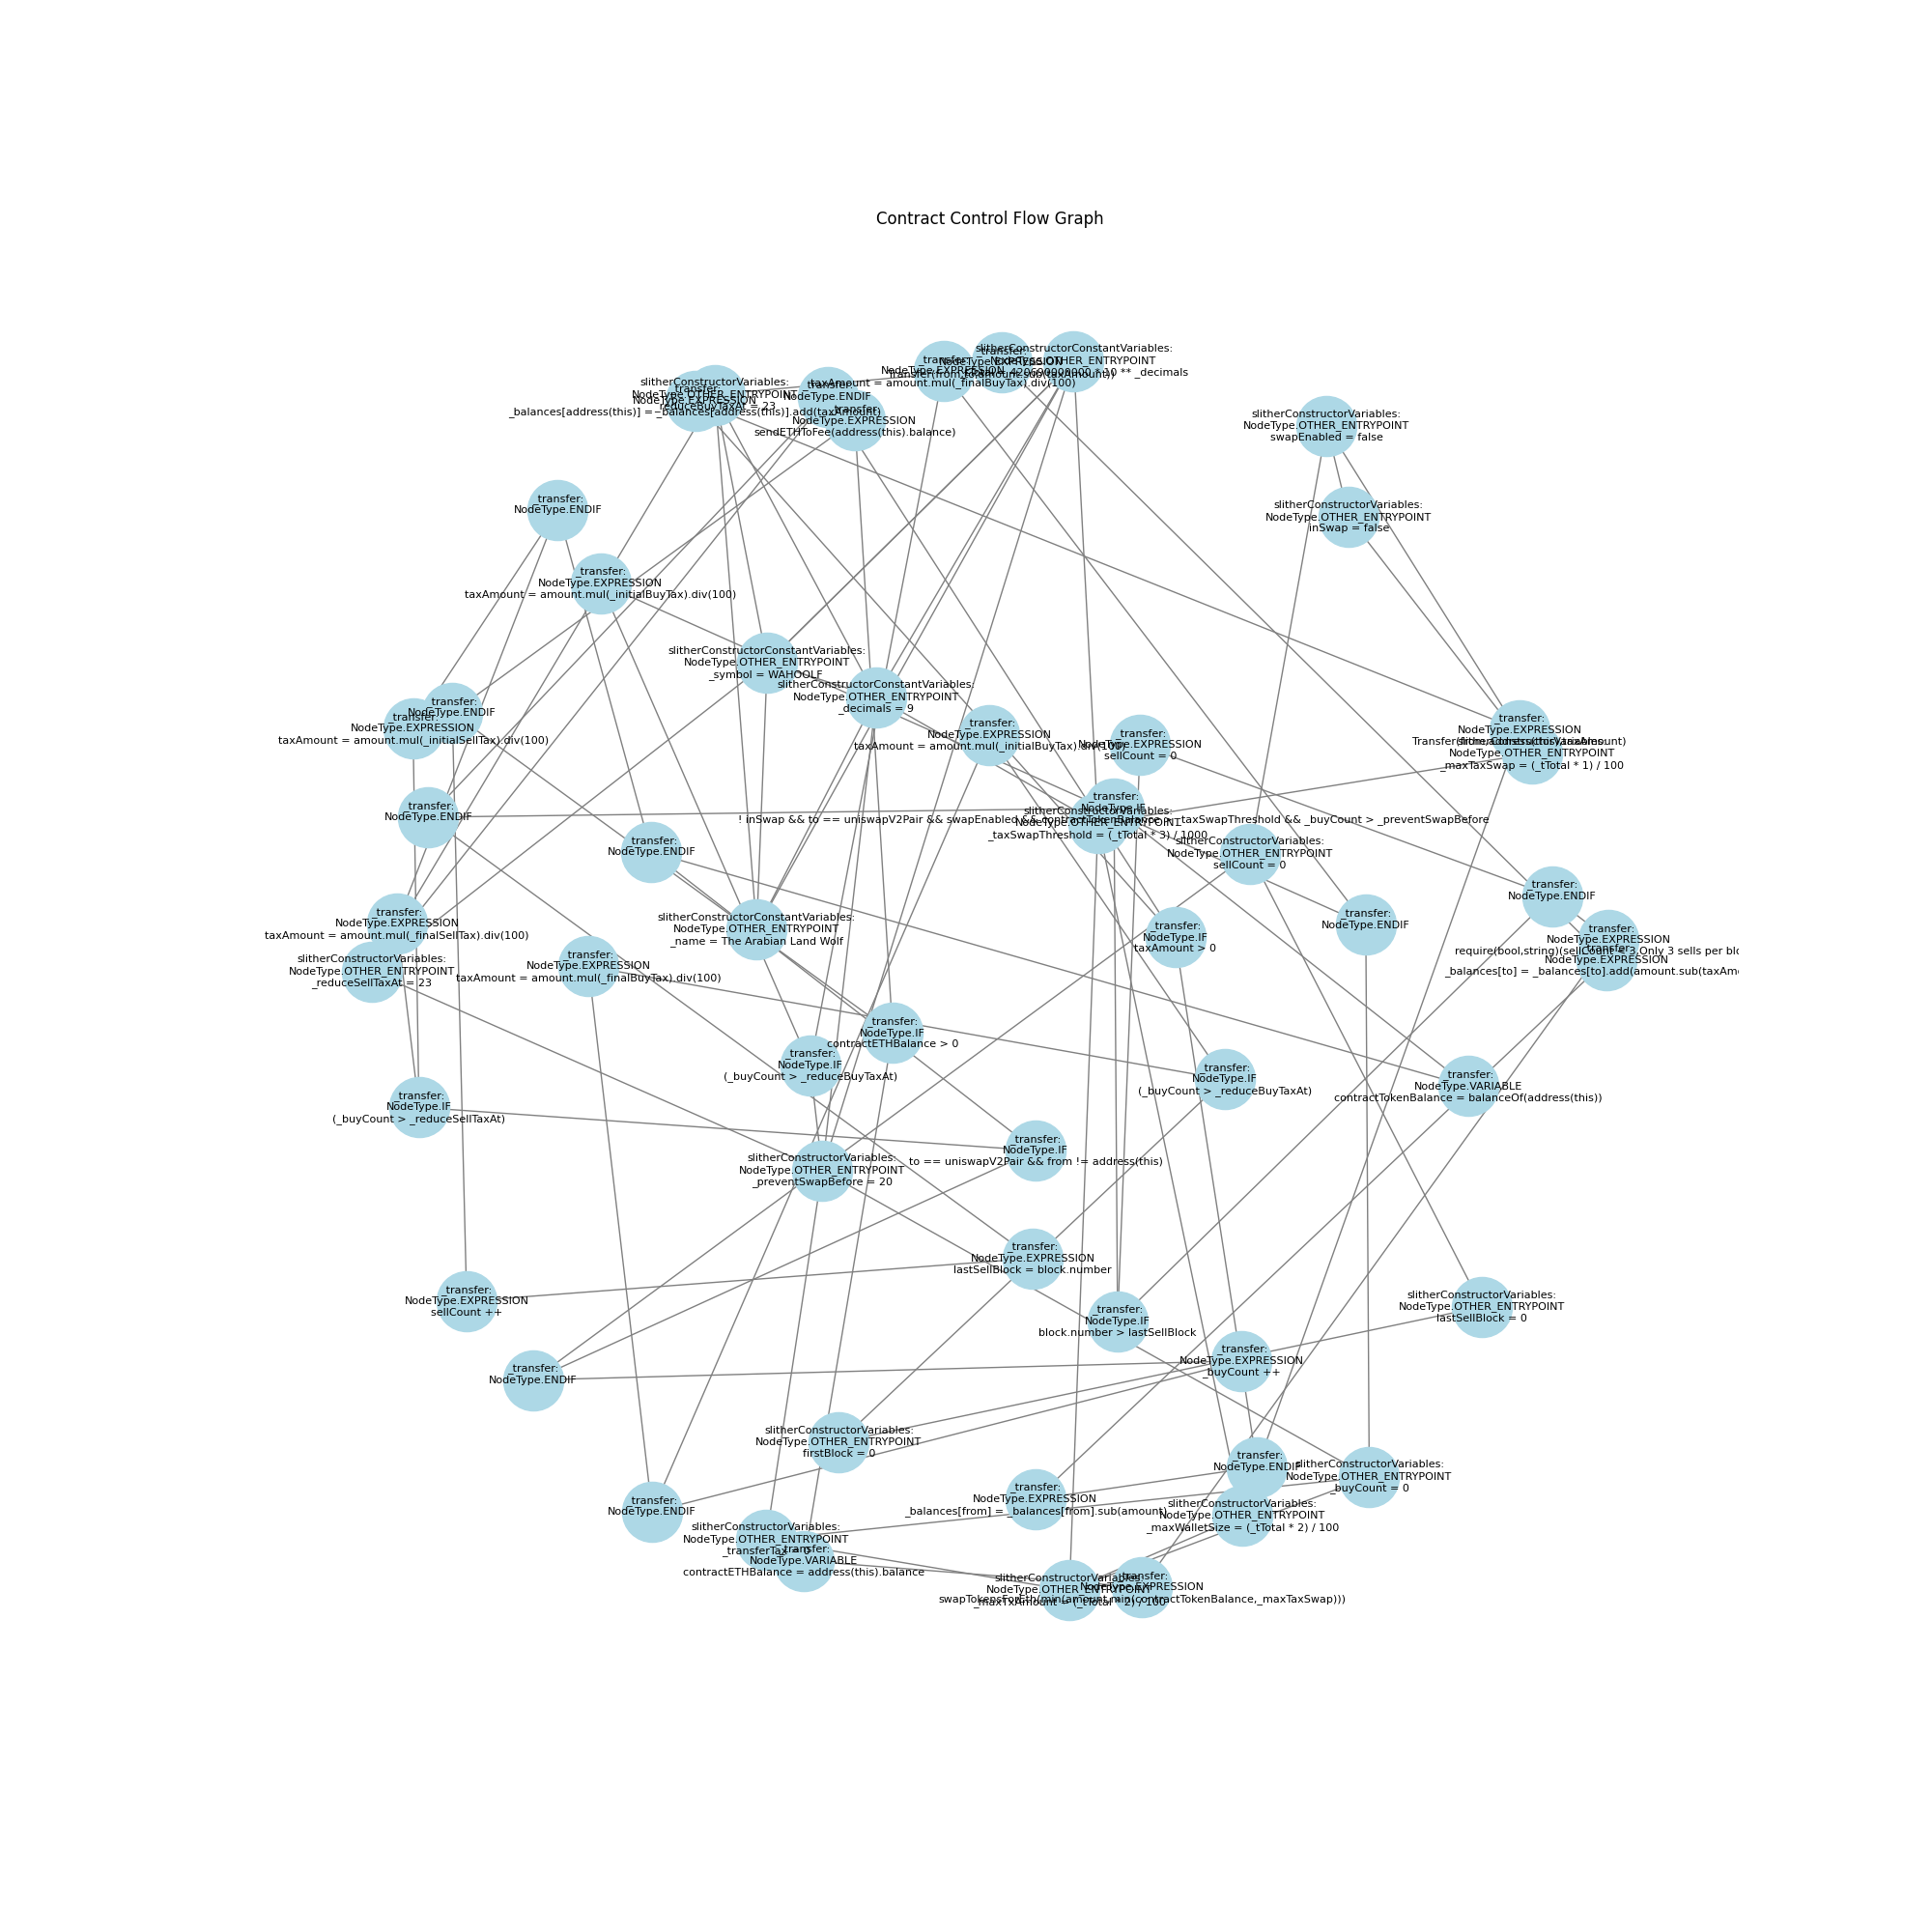 Contract Control Flow Graph
slitherConstructorConstantVariables:
NodeType.OTHER_ENTRYPOINT
420690000000 * 10 ** _decimals
_transfer:
NodeType.EXPRESSION
Transfer(from,to,amount.sub(taxAmount))
_transfer:
NodeType.EXPRESSION
taxAmount = amount.mul(_finalBuyTax).div(100)
slitherConstructorVariables:
NodeType.OTHER_ENTRYPOINT
_reduceBuyTaxAt = 23
_transfer:
NodeType.EXPRESSION
_balances[address(this)] = _balances[address(this)].add(taxAmount)
_transfer:
NodeType.ENDIF
_transfer:
NodeType.EXPRESSION
sendETHToFee(address(this).balance)
slitherConstructorVariables:
NodeType.OTHER_ENTRYPOINT
swapEnabled = false
slitherConstructorVariables:
NodeType.OTHER_ENTRYPOINT
inSwap = false
_transfer:
NodeType.ENDIF
_transfer:
NodeType.EXPRESSION
taxAmount = amount.mul(_initialBuyTax).div(100)
slitherConstructorConstantVariables:
NodeType.OTHER_ENTRYPOINT
_symbol = WAHOOLF
slitherConstructorConstantVariables:
NodeType.OTHER_ENTRYPOINT
_decimals = 9
_transfer:
NodeType.ENDIF
_transfer:
NodeType.EXPRESSION
taxAmount = amount.mul(_initialSellTax).div(100)
_transfer:
NodeType.EXPRESSION
taxAmount = amount.mul(_initialBuyTax).div(100)
_transfer:
NodeType.EXPRESSION
sellCount = 0
_transfer:
NodeType.EXPRESSION
Transfer(from,address(this),taxAmount)
NodeType.OTHER_ENTRYPOINT
_maxTaxSwap = (_tTotal * 1) / 100
_transfer:
NodeType.ENDIF
_transfer:
NodeType.IF
! inSwap && to == uniswapV2Pair && swapEnabled && contractTokenBalance > _taxSwapThreshold && _buyCount > _preventSwapBefore
slitherConstructorVariables:
NodeType.OTHER_ENTRYPOINT
_taxSwapThreshold = (_tTotal * 3) / 1000
slitherConstructorVariables:
NodeType.OTHER_ENTRYPOINT
sellCount = 0
_transfer:
NodeType.ENDIF
_transfer:
NodeType.ENDIF
_transfer:
NodeType.EXPRESSION
taxAmount = amount.mul(_finalSellTax).div(100)
slitherConstructorConstantVariables:
NodeType.OTHER_ENTRYPOINT
_name = The Arabian Land Wolf
_transfer:
NodeType.IF
taxAmount > 0
_transfer:
NodeType.ENDIF
_transfer:
NodeType.EXPRESSION
require(bool,string)(sellCount < 3,Only 3 sells per blo
_transfer:
NodeType.EXPRESSION
_balances[to] = _balances[to].add(amount.sub(taxAm
slitherConstructorVariables:
NodeType.OTHER_ENTRYPOINT
_reduceSellTaxAt = 23
_transfer:
NodeType.EXPRESSION
taxAmount = amount.mul(_finalBuyTax).div(100)
_transfer:
NodeType.IF
contractETHBalance > 0
_transfer:
NodeType.IF
(_buyCount > _reduceBuyTaxAt)
_transfer:
NodeType.IF
(_buyCount > _reduceBuyTaxAt)
_transfer:
NodeType.VARIABLE
contractTokenBalance = balanceOf(address(this))
_transfer:
NodeType.IF
(_buyCount > _reduceSellTaxAt)
_transfer:
NodeType.IF
to == uniswapV2Pair && from != address(this)
slitherConstructorVariables:
NodeType.OTHER_ENTRYPOINT
_preventSwapBefore = 20
_transfer:
NodeType.EXPRESSION
lastSellBlock = block.number
_transfer:
NodeType.EXPRESSION
sellCount ++
_transfer:
NodeType.IF
block.number > lastSellBlock
slitherConstructorVariables:
NodeType.OTHER_ENTRYPOINT
lastSellBlock = 0
_transfer:
NodeType.EXPRESSION
_buyCount ++
_transfer:
NodeType.ENDIF
slitherConstructorVariables:
NodeType.OTHER_ENTRYPOINT
firstBlock = 0
_transfer:
NodeType.ENDIF
slitherConstructorVariables:
NodeType.OTHER_ENTRYPOINT
_buyCount = 0
_transfer:
NodeType.EXPRESSION
_balances[from] = _balances[from].sub(amount)
_transfer:
NodeType.ENDIF
slitherConstructorVariables:
NodeType.OTHER_ENTRYPOINT
_maxWalletSize = (_tTotal * 2) / 100
slitherConstructorVariables:
NodeType.OTHER_ENTRYPOINT
_transferTax = 0
_transfer:
NodeType.VARIABLE
contractETHBalance = address(this).balance
slitherConstructorVariables:
NodeType.OTHER_ENTRYPOINT
_maxTxAmount = (_tTotal * 2) / 100
_transfer:
NodeType.EXPRESSION
swapTokensForEth(min(amount,min(contractTokenBalance,_maxTaxSwap)))